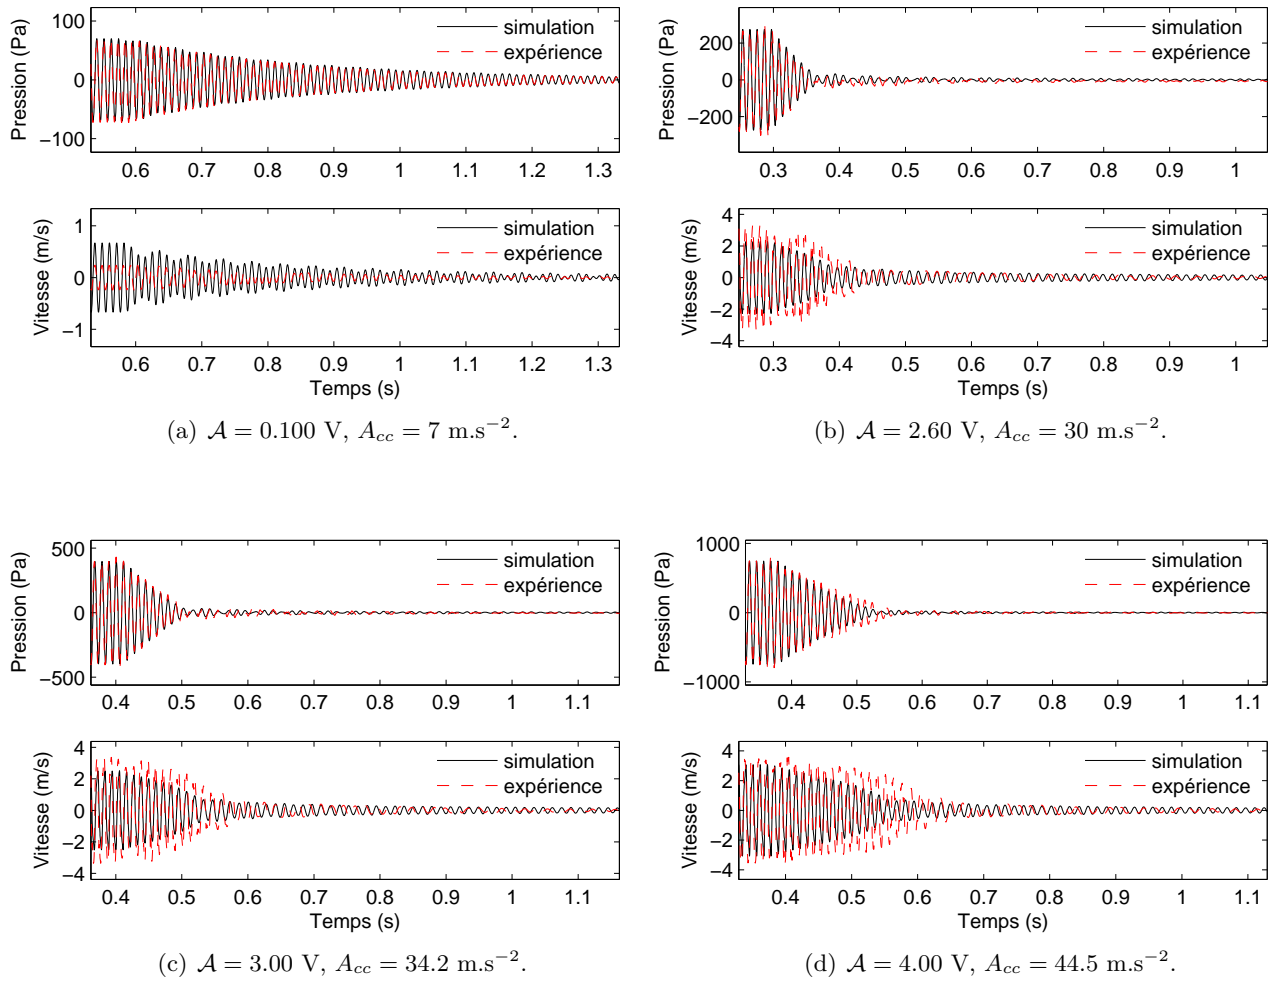 Pression (Pa)
100
0
−100
simulation
expérience
0.6 0.7 0.8 0.9 1 1.1 1.2 1.3
Vitesse (m/s)
1
0
−1
simulation
expérience
0.6 0.7 0.8 0.9 1 1.1 1.2 1.3
Temps (s)
(a) 𝒜 = 0.100 V, A_cc = 7 m.s⁻².
Pression (Pa)
200
0
−200
simulation
expérience
0.3 0.4 0.5 0.6 0.7 0.8 0.9 1
Vitesse (m/s)
4
2
0
−2
−4
simulation
expérience
0.3 0.4 0.5 0.6 0.7 0.8 0.9 1
Temps (s)
(b) 𝒜 = 2.60 V, A_cc = 30 m.s⁻².
Pression (Pa)
500
0
−500
simulation
expérience
0.4 0.5 0.6 0.7 0.8 0.9 1 1.1
Vitesse (m/s)
4
2
0
−2
−4
simulation
expérience
0.4 0.5 0.6 0.7 0.8 0.9 1 1.1
Temps (s)
(c) 𝒜 = 3.00 V, A_cc = 34.2 m.s⁻².
Pression (Pa)
1000
0
−1000
simulation
expérience
0.4 0.5 0.6 0.7 0.8 0.9 1 1.1
Vitesse (m/s)
4
2
0
−2
−4
simulation
expérience
0.4 0.5 0.6 0.7 0.8 0.9 1 1.1
Temps (s)
(d) 𝒜 = 4.00 V, A_cc = 44.5 m.s⁻².